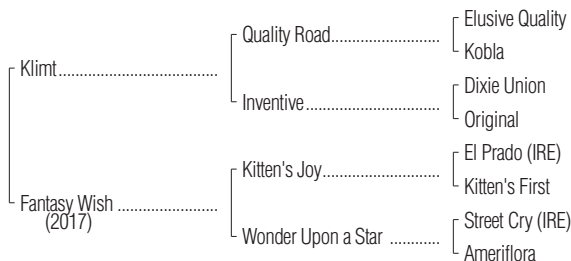 Elusive Quality
Quality Road
Kobla
Klimt
Dixie Union
Inventive
Original
El Prado (IRE)
Kitten's Joy
Kitten's First
Fantasy Wish
(2017)
Street Cry (IRE)
Wonder Upon a Star
Ameriflora